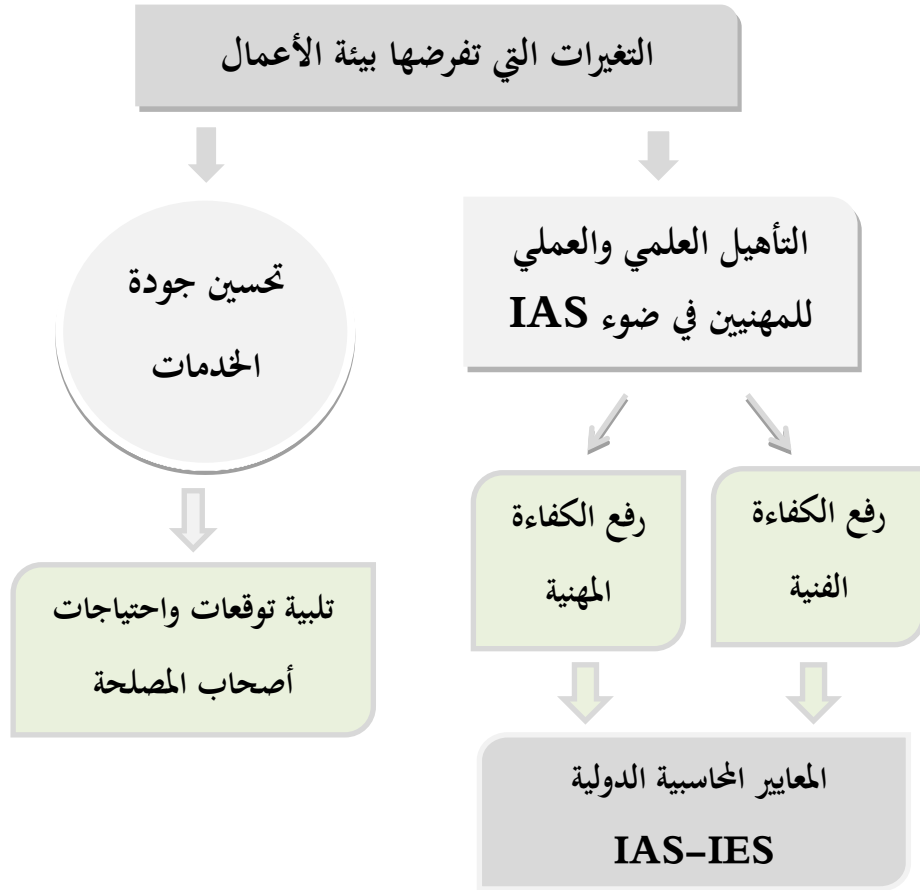 التغيرات التي تفرضها بيئة الأعمال
التأهيل العلمي والعملي
للمهنيين في ضوء IAS
تحسين جودة
الخدمات
رفع الكفاءة
الفنية
رفع الكفاءة
المهنية
تلبية توقعات واحتياجات
أصحاب المصلحة
المعايير المحاسبية الدولية
IAS–IES